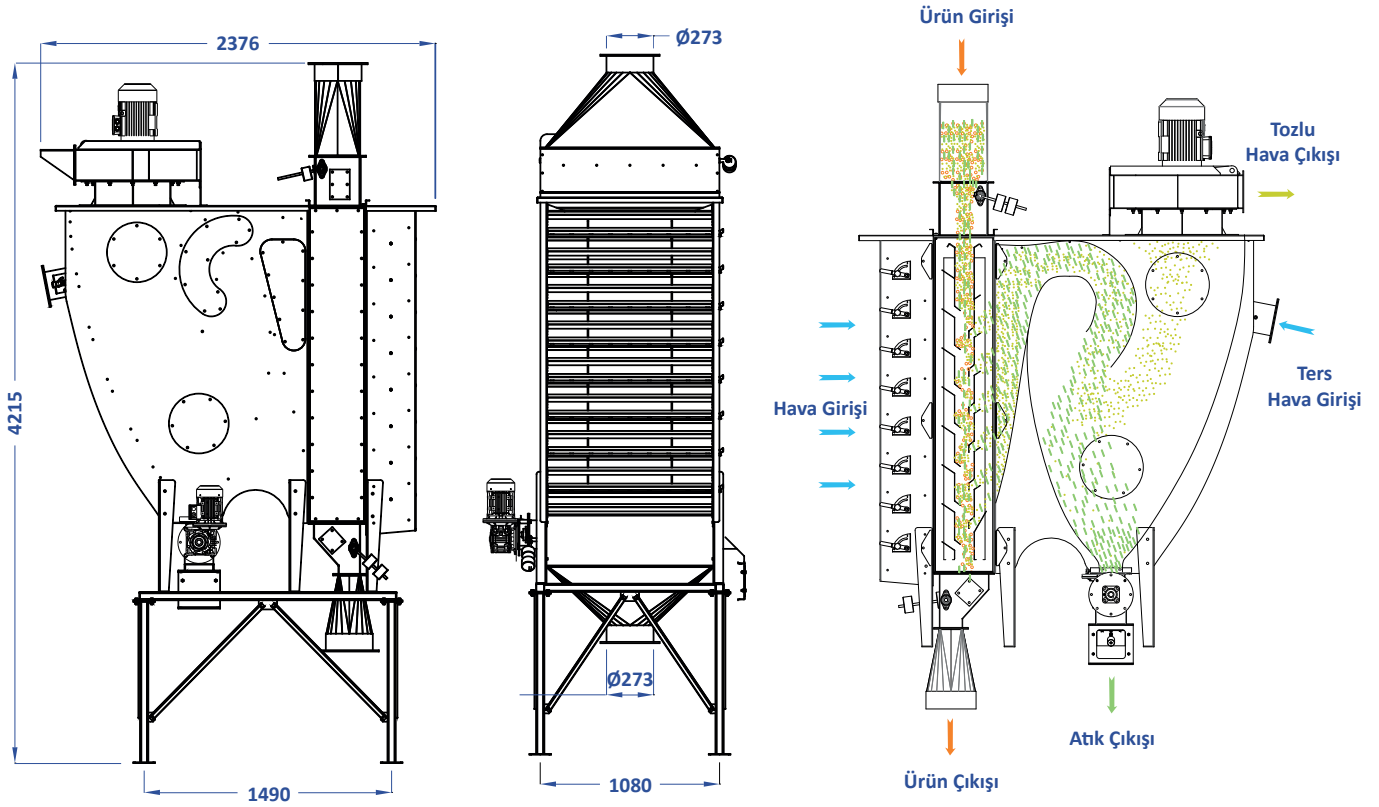 2376
4215
1490
Ø273
Ø273
1080
Ürün Girişi
Tozlu
Hava Çıkışı
Hava Girişi
Ters
Hava Girişi
Atık Çıkışı
Ürün Çıkışı